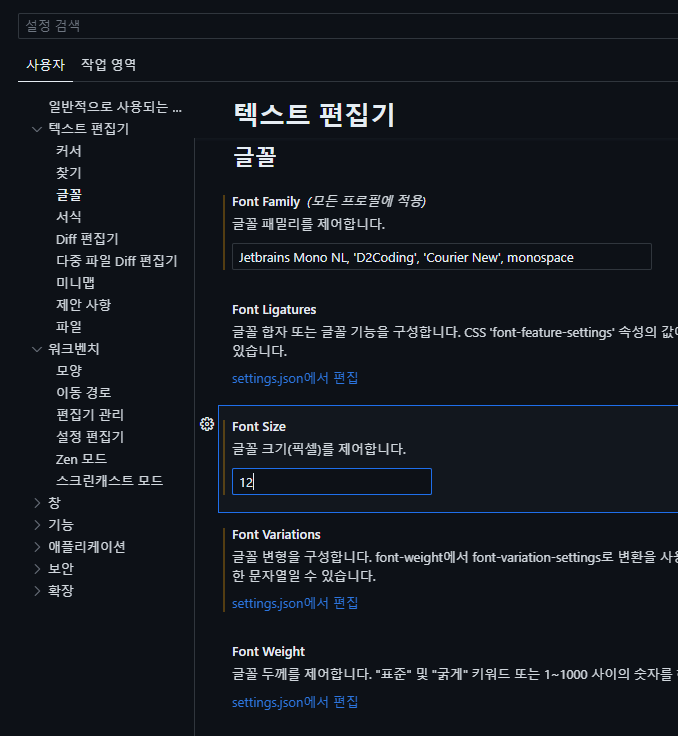 설정 검색
사용자
작업 영역
일반적으로 사용되는 ...
텍스트 편집기
커서
찾기
글꼴
서식
Diff 편집기
다중 파일 Diff 편집기
미니맵
제안 사항
파일
워크벤치
모양
이동 경로
편집기 관리
설정 편집기
Zen 모드
스크린캐스트 모드
창
기능
애플리케이션
보안
확장
텍스트 편집기
글꼴
Font Family (모든 프로필에 적용)
글꼴 패밀리를 제어합니다.
Jetbrains Mono NL, 'D2Coding', 'Courier New', monospace
Font Ligatures
글꼴 합자 또는 글꼴 기능을 구성합니다. CSS 'font-feature-settings' 속성의 값에
있습니다.
settings.json에서 편집
Font Size
글꼴 크기(픽셀)를 제어합니다.
12
Font Variations
글꼴 변형을 구성합니다. font-weight에서 font-variation-settings로 변환을 사용
한 문자열일 수 있습니다.
settings.json에서 편집
Font Weight
글꼴 두께를 제어합니다. "표준" 및 "굵게" 키워드 또는 1~1000 사이의 숫자를
settings.json에서 편집